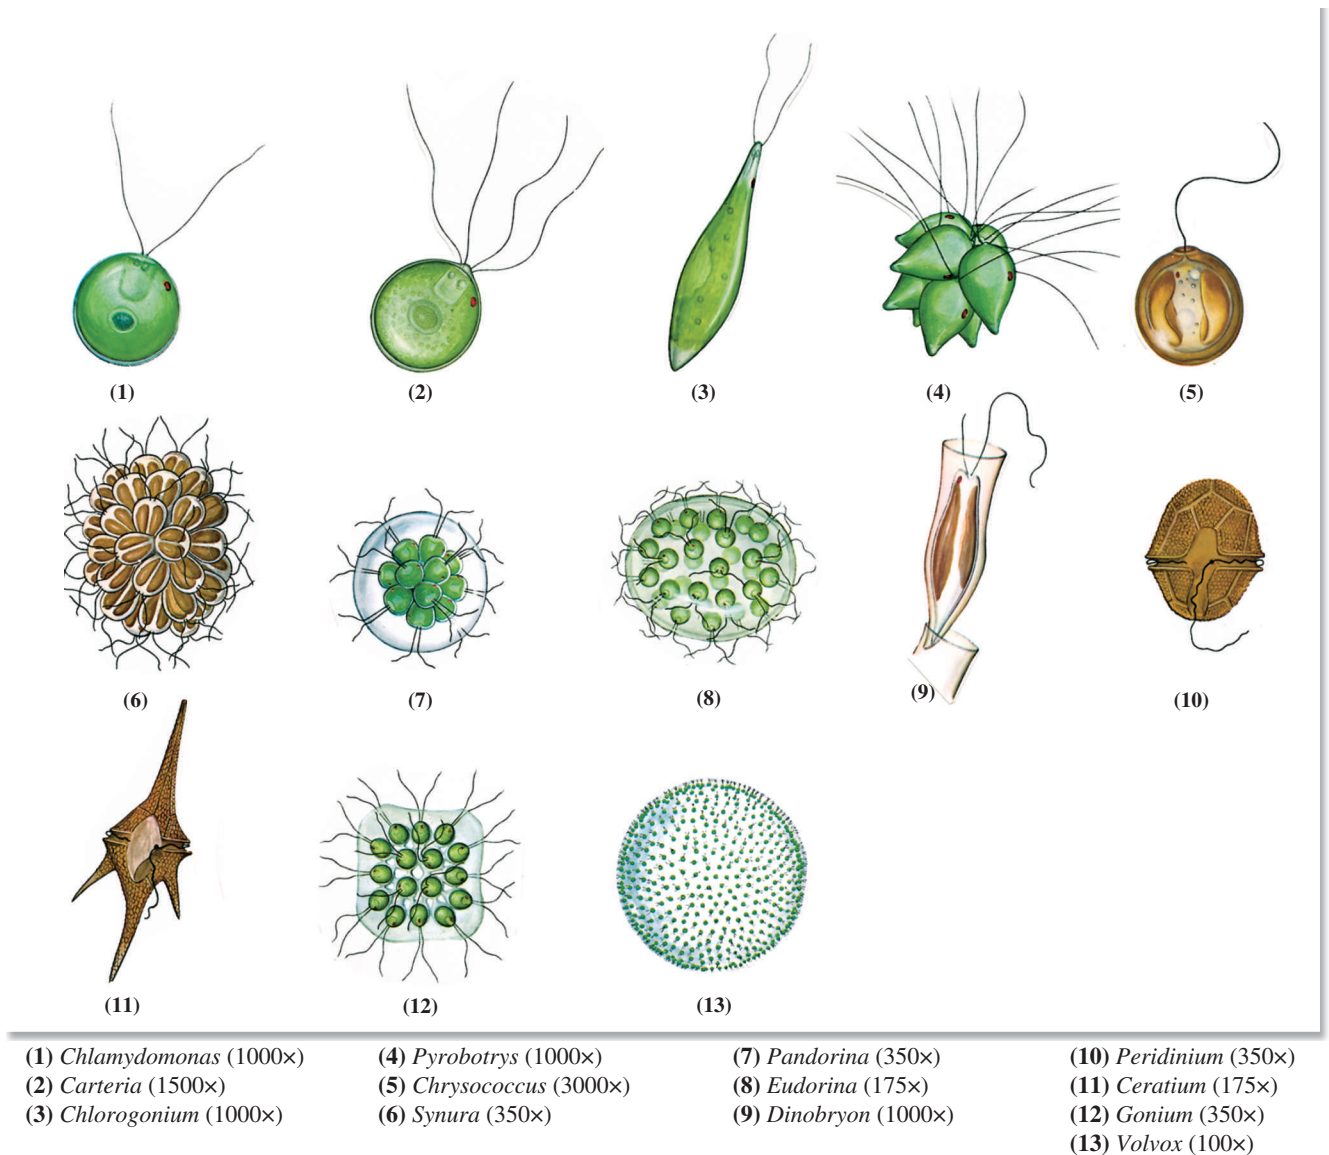 (1)
(2)
(3)
(4)
(5)
(6)
(7)
(8)
(9)
(10)
(11)
(12)
(13)
(1) Chlamydomonas (1000×)
(2) Carteria (1500×)
(3) Chlorogonium (1000×)
(4) Pyrobotrys (1000×)
(5) Chrysococcus (3000×)
(6) Synura (350×)
(7) Pandorina (350×)
(8) Eudorina (175×)
(9) Dinobryon (1000×)
(10) Peridinium (350×)
(11) Ceratium (175×)
(12) Gonium (350×)
(13) Volvox (100×)